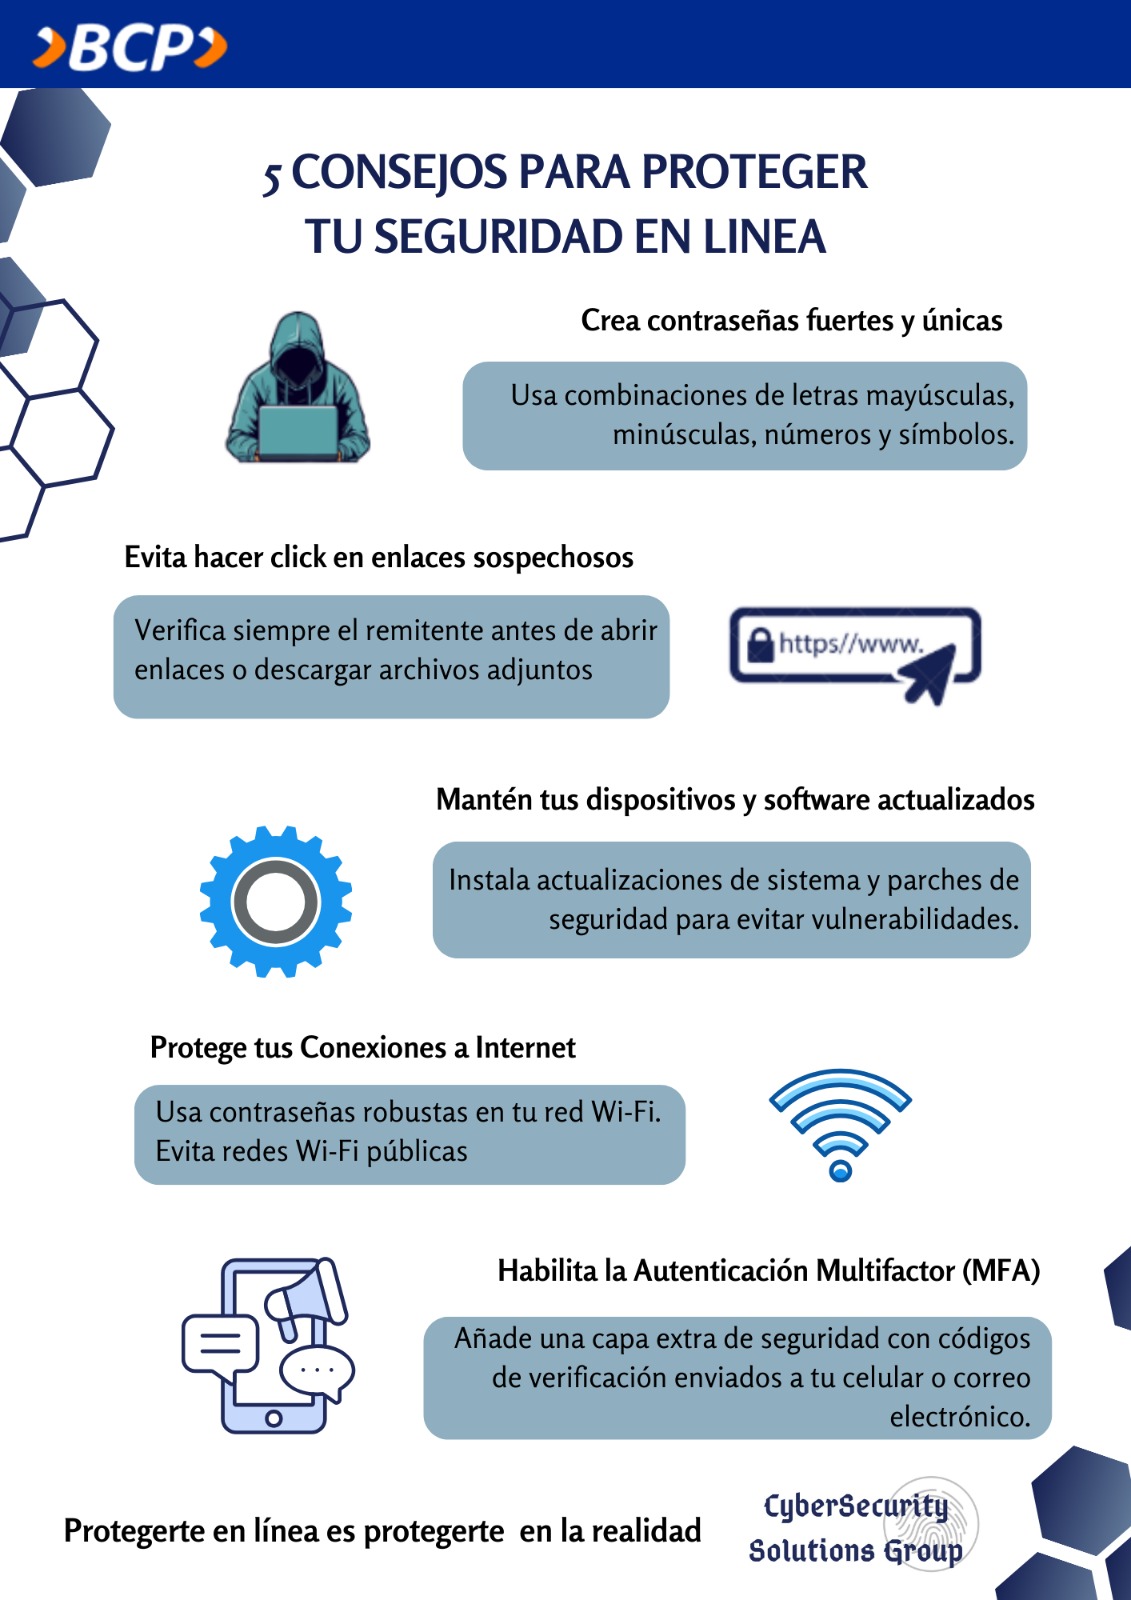 BCP
5 CONSEJOS PARA PROTEGER
TU SEGURIDAD EN LINEA
Crea contraseñas fuertes y únicas
Usa combinaciones de letras mayúsculas,
minúsculas, números y símbolos.
Evita hacer click en enlaces sospechosos
Verifica siempre el remitente antes de abrir
enlaces o descargar archivos adjuntos
https//www.
Mantén tus dispositivos y software actualizados
Instala actualizaciones de sistema y parches de
seguridad para evitar vulnerabilidades.
Protege tus Conexiones a Internet
Usa contraseñas robustas en tu red Wi-Fi.
Evita redes Wi-Fi públicas
Habilita la Autenticación Multifactor (MFA)
Añade una capa extra de seguridad con códigos
de verificación enviados a tu celular o correo
electrónico.
Protegerte en línea es protegerte en la realidad
CyberSecurity
Solutions Group